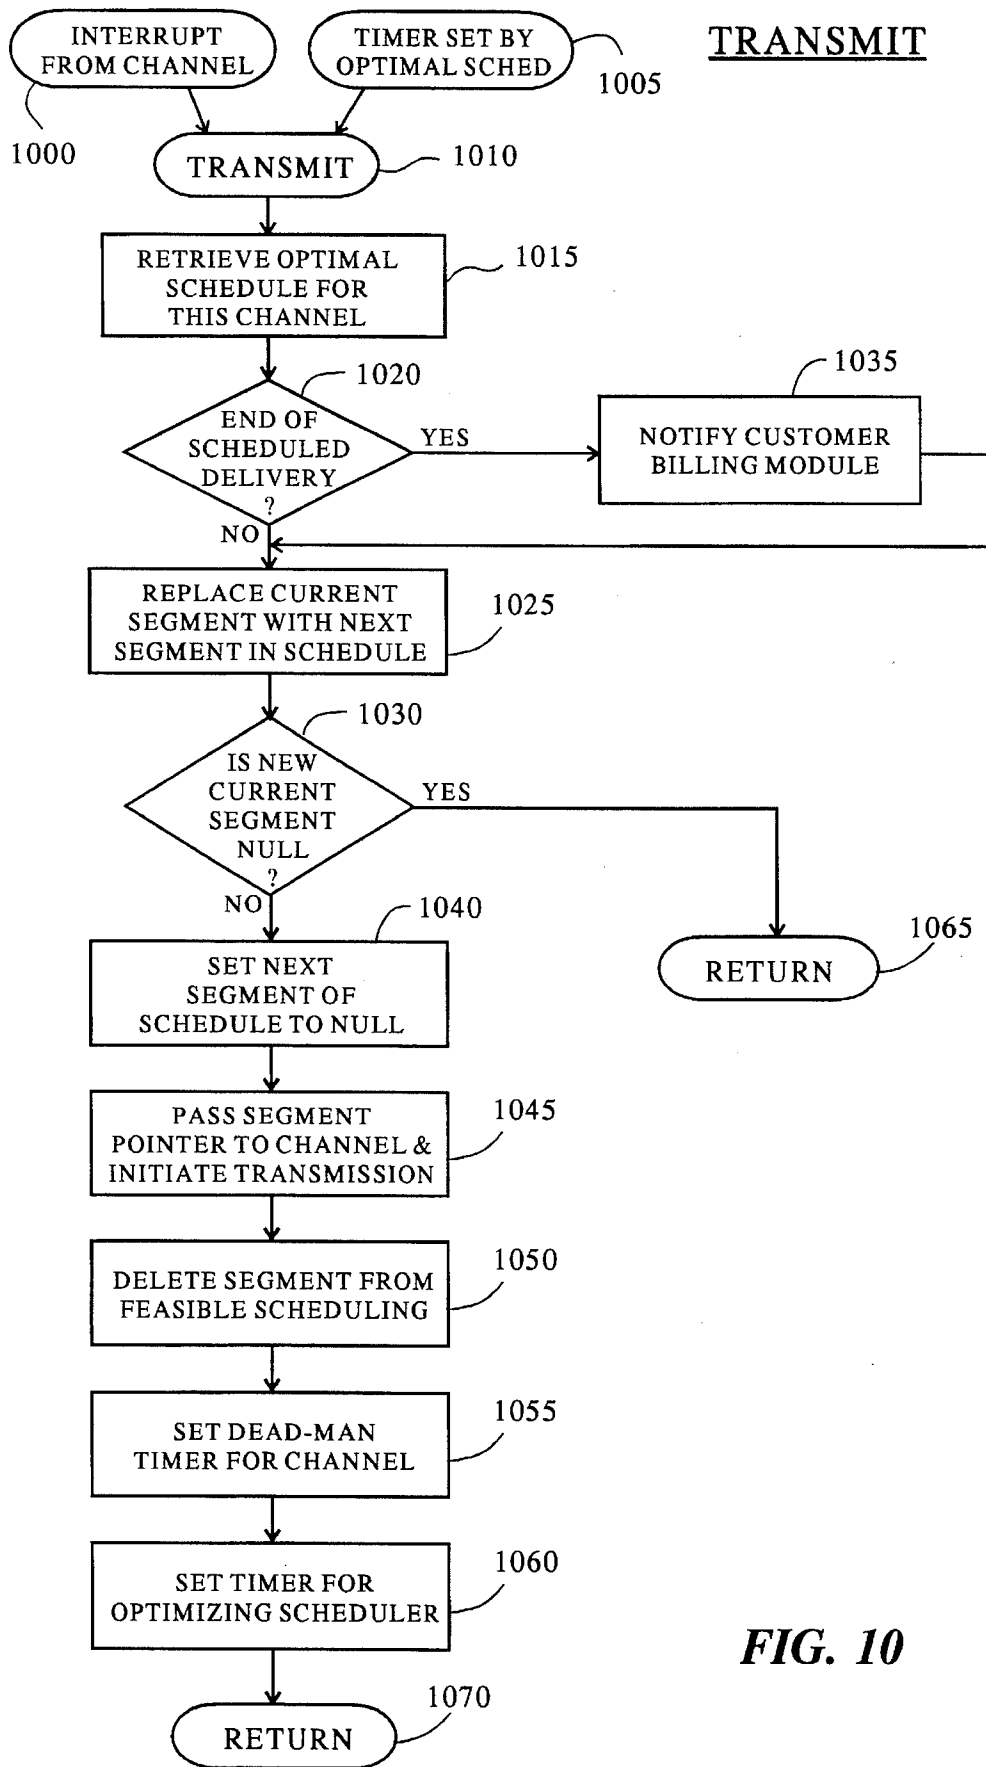 INTERRUPT
FROM CHANNEL
1000
TIMER SET BY
OPTIMAL SCHED
1005
TRANSMIT
TRANSMIT
1010
RETRIEVE OPTIMAL
SCHEDULE FOR
THIS CHANNEL
1015
END OF
SCHEDULED
DELIVERY
?
1020
YES
NO
NOTIFY CUSTOMER
BILLING MODULE
1035
REPLACE CURRENT
SEGMENT WITH NEXT
SEGMENT IN SCHEDULE
1025
IS NEW
CURRENT
SEGMENT
NULL
?
1030
YES
NO
RETURN
1065
SET NEXT
SEGMENT OF
SCHEDULE TO NULL
1040
PASS SEGMENT
POINTER TO CHANNEL &
INITIATE TRANSMISSION
1045
DELETE SEGMENT FROM
FEASIBLE SCHEDULING
1050
SET DEAD-MAN
TIMER FOR CHANNEL
1055
SET TIMER FOR
OPTIMIZING SCHEDULER
1060
RETURN
1070
FIG. 10